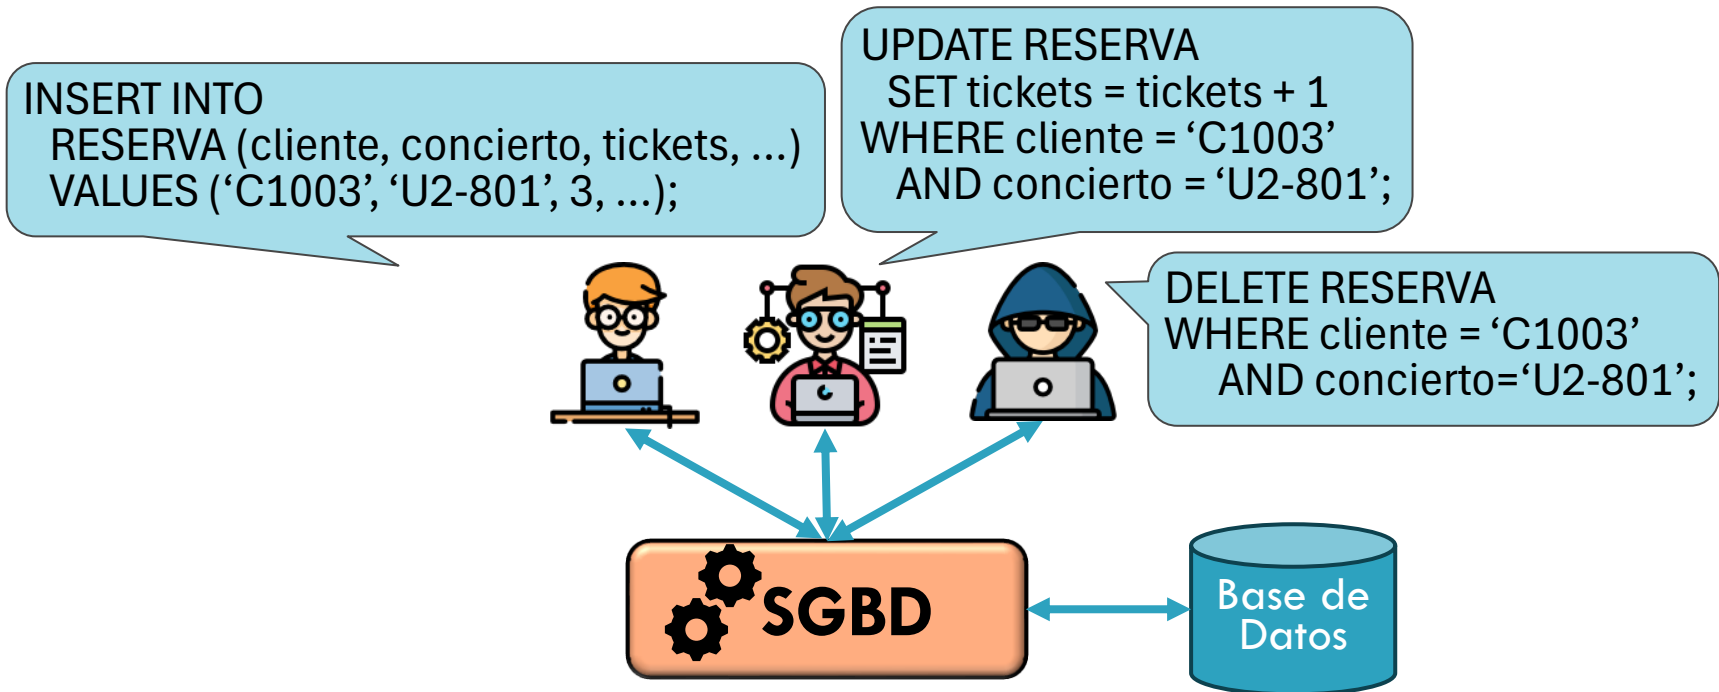 INSERT INTO
RESERVA (cliente, concierto, tickets, ...)
VALUES (‘C1003’, ‘U2-801’, 3, ...);
UPDATE RESERVA
SET tickets = tickets + 1
WHERE cliente = ‘C1003’
AND concierto = ‘U2-801’;
DELETE RESERVA
WHERE cliente = ‘C1003’
AND concierto=‘U2-801’;
SGBD
Base de
Datos